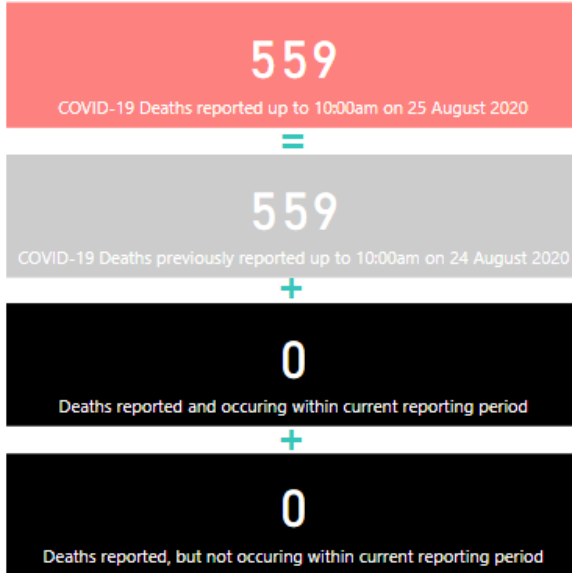 559
COVID-19 Deaths reported up to 10:00am on 25 August 2020
=
559
COVID-19 Deaths previously reported up to 10:00am on 24 August 2020
+
0
Deaths reported and occuring within current reporting period
+
0
Deaths reported, but not occuring within current reporting period